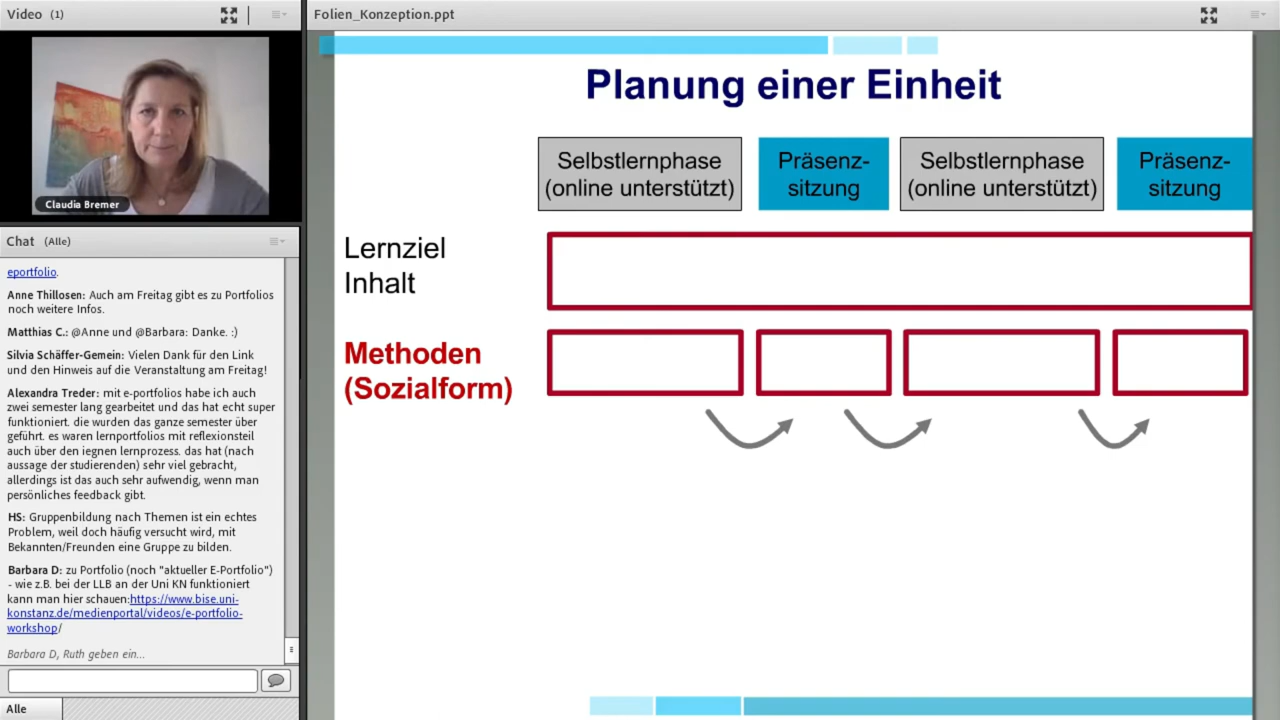 Video (1)
Claudia Bremer
Chat (Alle)
eportfolio.
Anne Thillosen: Auch am Freitag gibt es zu Portfolios
noch weitere Infos.
Matthias C.: @Anne und @Barbara: Danke. :)
Silvia Schäffer-Gemein: Vielen Dank für den Link
und den Hinweis auf die Veranstaltung am Freitag!
Alexandra Treder: mit e-portfolios habe ich auch
zwei semester lang gearbeitet und das hat echt super
funktioniert. die wurden das ganze semester über
geführt. es waren lernportfolios mit reflexionsteil
auch über den iegnen lernprozess. das hat (nach
aussage der studierenden) sehr viel gebracht,
allerdings ist das auch sehr aufwendig, wenn man
persönliches feedback gibt.
HS: Gruppenbildung nach Themen ist ein echtes
Problem, weil doch häufig versucht wird, mit
Bekannten/Freunden eine Gruppe zu bilden.
Barbara D: zu Portfolio (noch "aktueller E-Portfolio")
- wie z.B. bei der LLB an der Uni KN funktioniert
kann man hier schauen:https://www.bise.uni-
konstanz.de/medienportal/videos/e-portfolio-
workshop/
Barbara D, Ruth geben ein...
Alle
Folien_Konzeption.ppt
Planung einer Einheit
Selbstlernphase
(online unterstützt)
Präsenz-
sitzung
Selbstlernphase
(online unterstützt)
Präsenz-
sitzung
Lernziel
Inhalt
Methoden
(Sozialform)